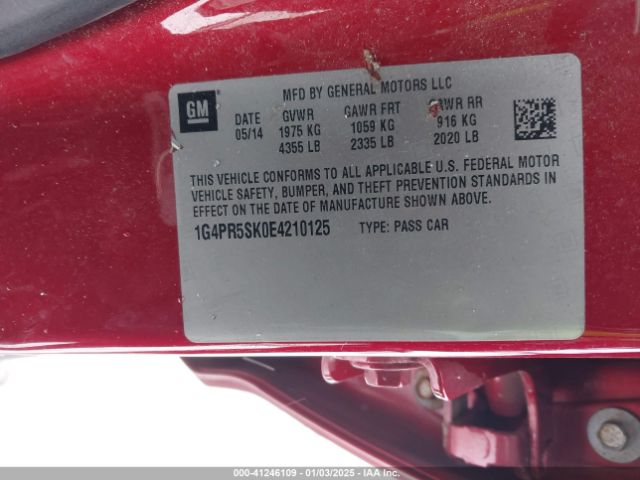 MFD BY GENERAL MOTORS LLC
GM
DATE GVWR GAWR FRT GAWR RR
05/14 1975 KG 1059 KG 916 KG
4355 LB 2335 LB 2020 LB
THIS VEHICLE CONFORMS TO ALL APPLICABLE U.S. FEDERAL MOTOR
VEHICLE SAFETY, BUMPER, AND THEFT PREVENTION STANDARDS IN
EFFECT ON THE DATE OF MANUFACTURE SHOWN ABOVE.
1G4PR5SK0E4210125 TYPE: PASS CAR
000-41246109 - 01/03/2025 - IAA Inc.